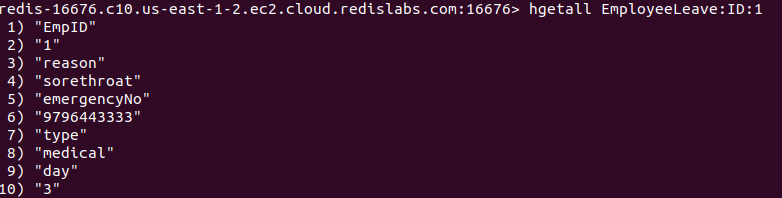 redis-16676.c10.us-east-1-2.ec2.cloud.redislabs.com:16676> hgetall EmployeeLeave:ID:1
1) "EmpID"
2) "1"
3) "reason"
4) "sorethroat"
5) "emergencyNo"
6) "9796443333"
7) "type"
8) "medical"
9) "day"
10) "3"